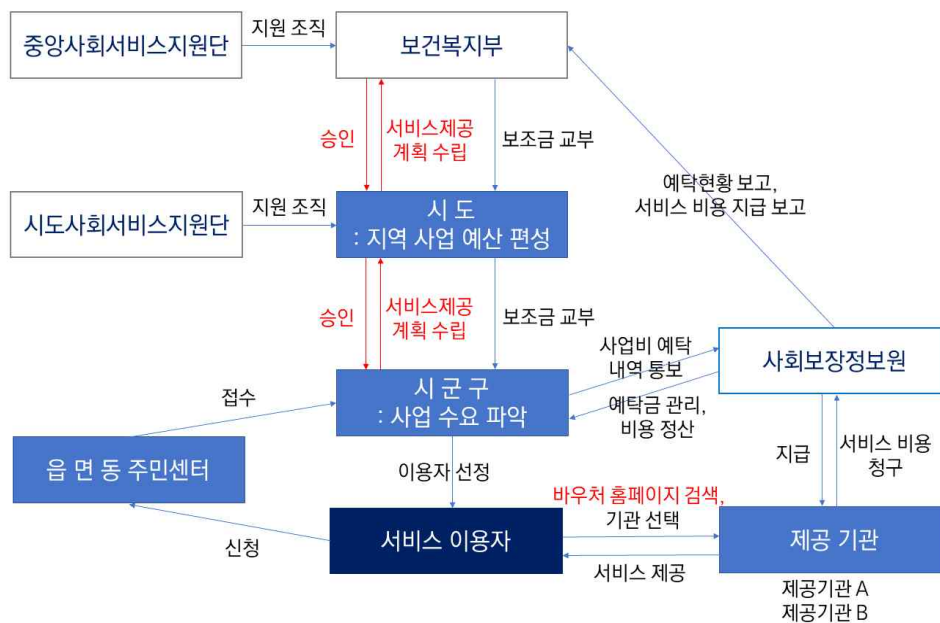 중앙사회서비스지원단
지원 조직
보건복지부
승인
서비스제공
계획 수립
보조금 교부
예탁현황 보고,
서비스 비용 지급 보고
시도사회서비스지원단
지원 조직
시 도
: 지역 사업 예산 편성
승인
서비스제공
계획 수립
보조금 교부
사업비 예탁
내역 통보
사회보장정보원
접수
시 군 구
: 사업 수요 파악
예탁금 관리,
비용 정산
읍 면 동 주민센터
이용자 선정
지급
서비스 비용
청구
바우처 홈페이지 검색,
기관 선택
신청
서비스 이용자
제공 기관
서비스 제공
제공기관 A
제공기관 B